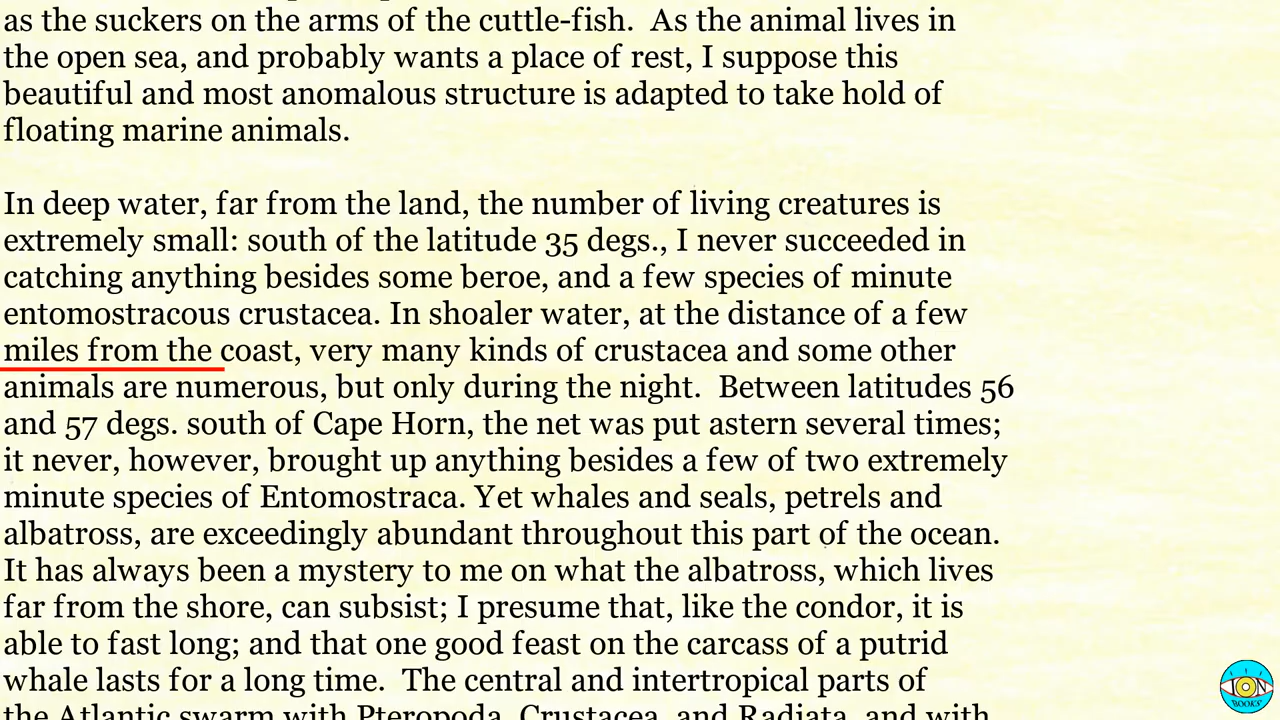 as the suckers on the arms of the cuttle-fish.  As the animal lives in
the open sea, and probably wants a place of rest, I suppose this
beautiful and most anomalous structure is adapted to take hold of
floating marine animals.
In deep water, far from the land, the number of living creatures is
extremely small: south of the latitude 35 degs., I never succeeded in
catching anything besides some beroe, and a few species of minute
entomostracous crustacea. In shoaler water, at the distance of a few
miles from the coast, very many kinds of crustacea and some other
animals are numerous, but only during the night.  Between latitudes 56
and 57 degs. south of Cape Horn, the net was put astern several times;
it never, however, brought up anything besides a few of two extremely
minute species of Entomostraca. Yet whales and seals, petrels and
albatross, are exceedingly abundant throughout this part of the ocean.
It has always been a mystery to me on what the albatross, which lives
far from the shore, can subsist; I presume that, like the condor, it is
able to fast long; and that one good feast on the carcass of a putrid
whale lasts for a long time.  The central and intertropical parts of
the Atlantic swarm with Pteropoda, Crustacea, and Radiata, and with
ION
BOOKS